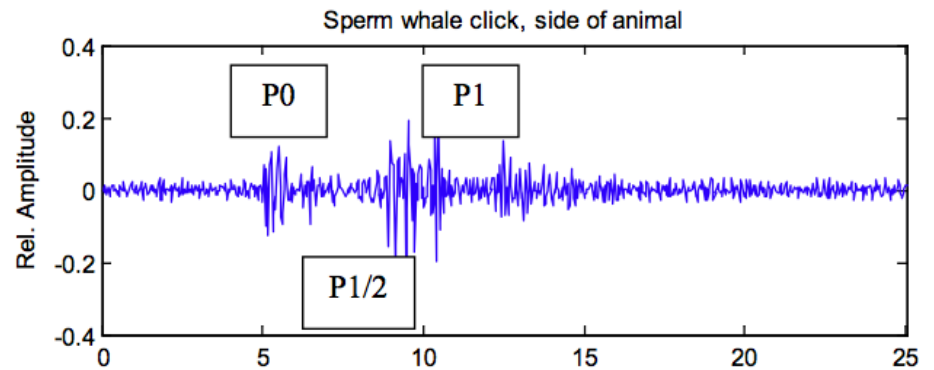 Sperm whale click, side of animal
0.4
P0
P1
0.2
Rel. Amplitude
0
-0.2
P1/2
-0.4
0 5 10 15 20 25